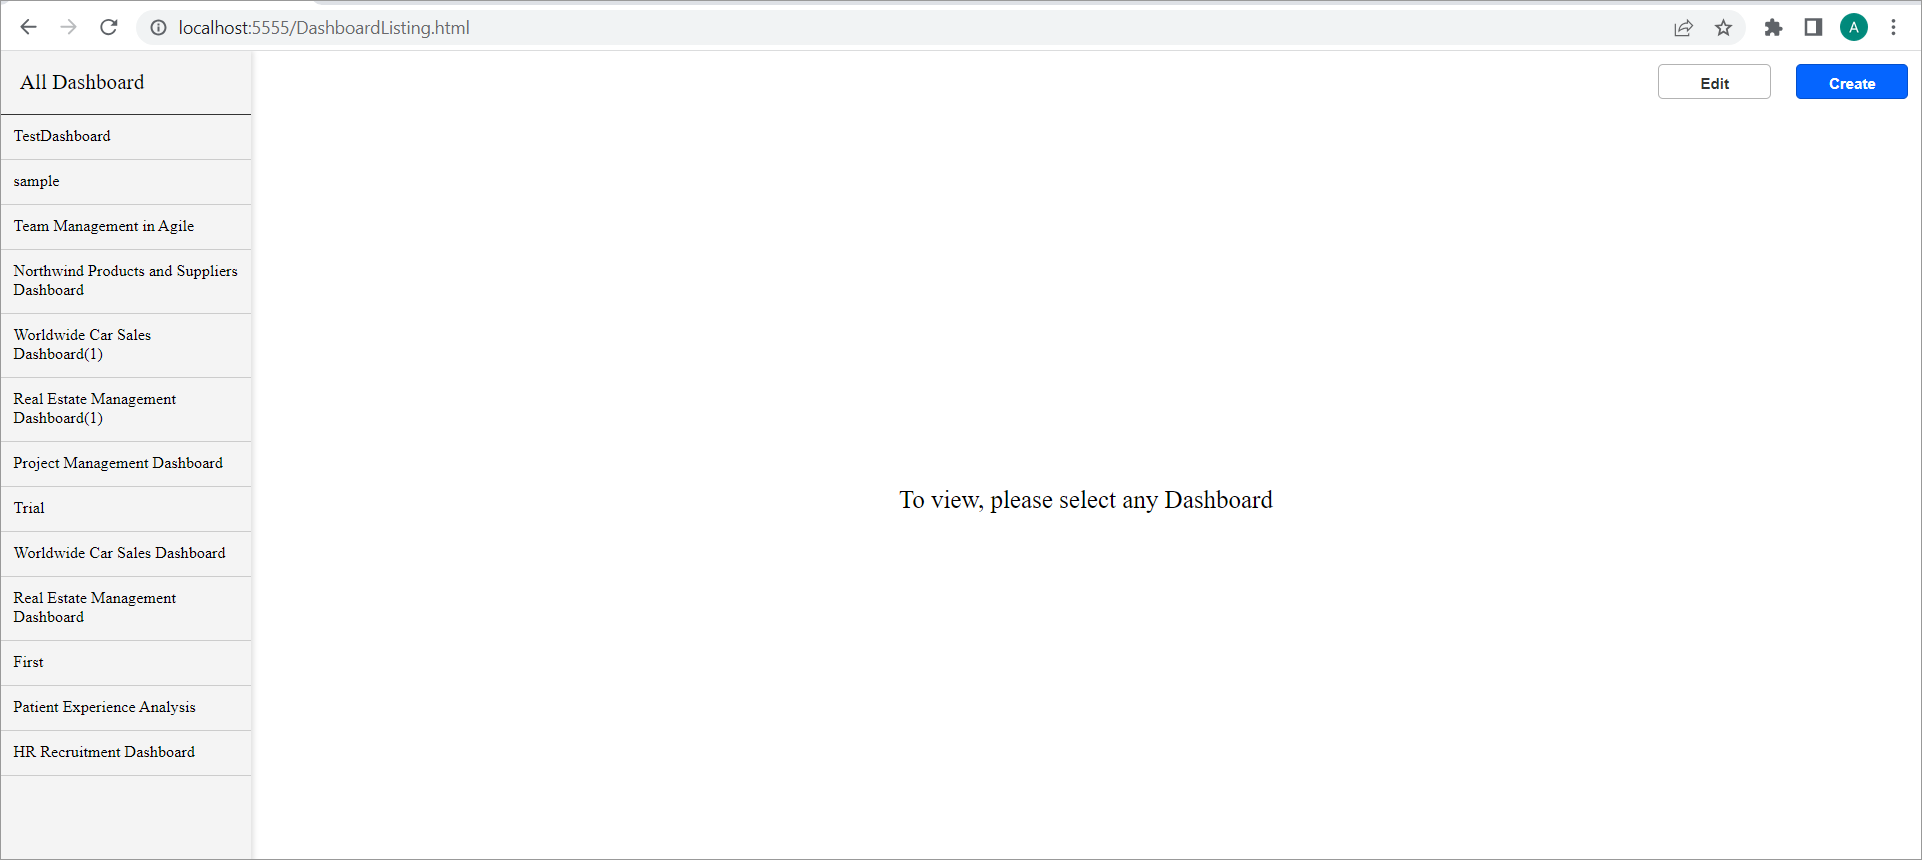 localhost:5555/DashboardListing.html
A
All Dashboard
Edit
Create
TestDashboard
sample
Team Management in Agile
Northwind Products and Suppliers
Dashboard
Worldwide Car Sales
Dashboard(1)
Real Estate Management
Dashboard(1)
Project Management Dashboard
Trial
Worldwide Car Sales Dashboard
Real Estate Management
Dashboard
First
Patient Experience Analysis
HR Recruitment Dashboard
To view, please select any Dashboard